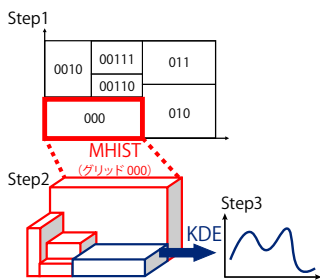 Step1
0010
00111
011
00110
010
000
MHIST
(グリッド 000)
Step2
Step3
KDE